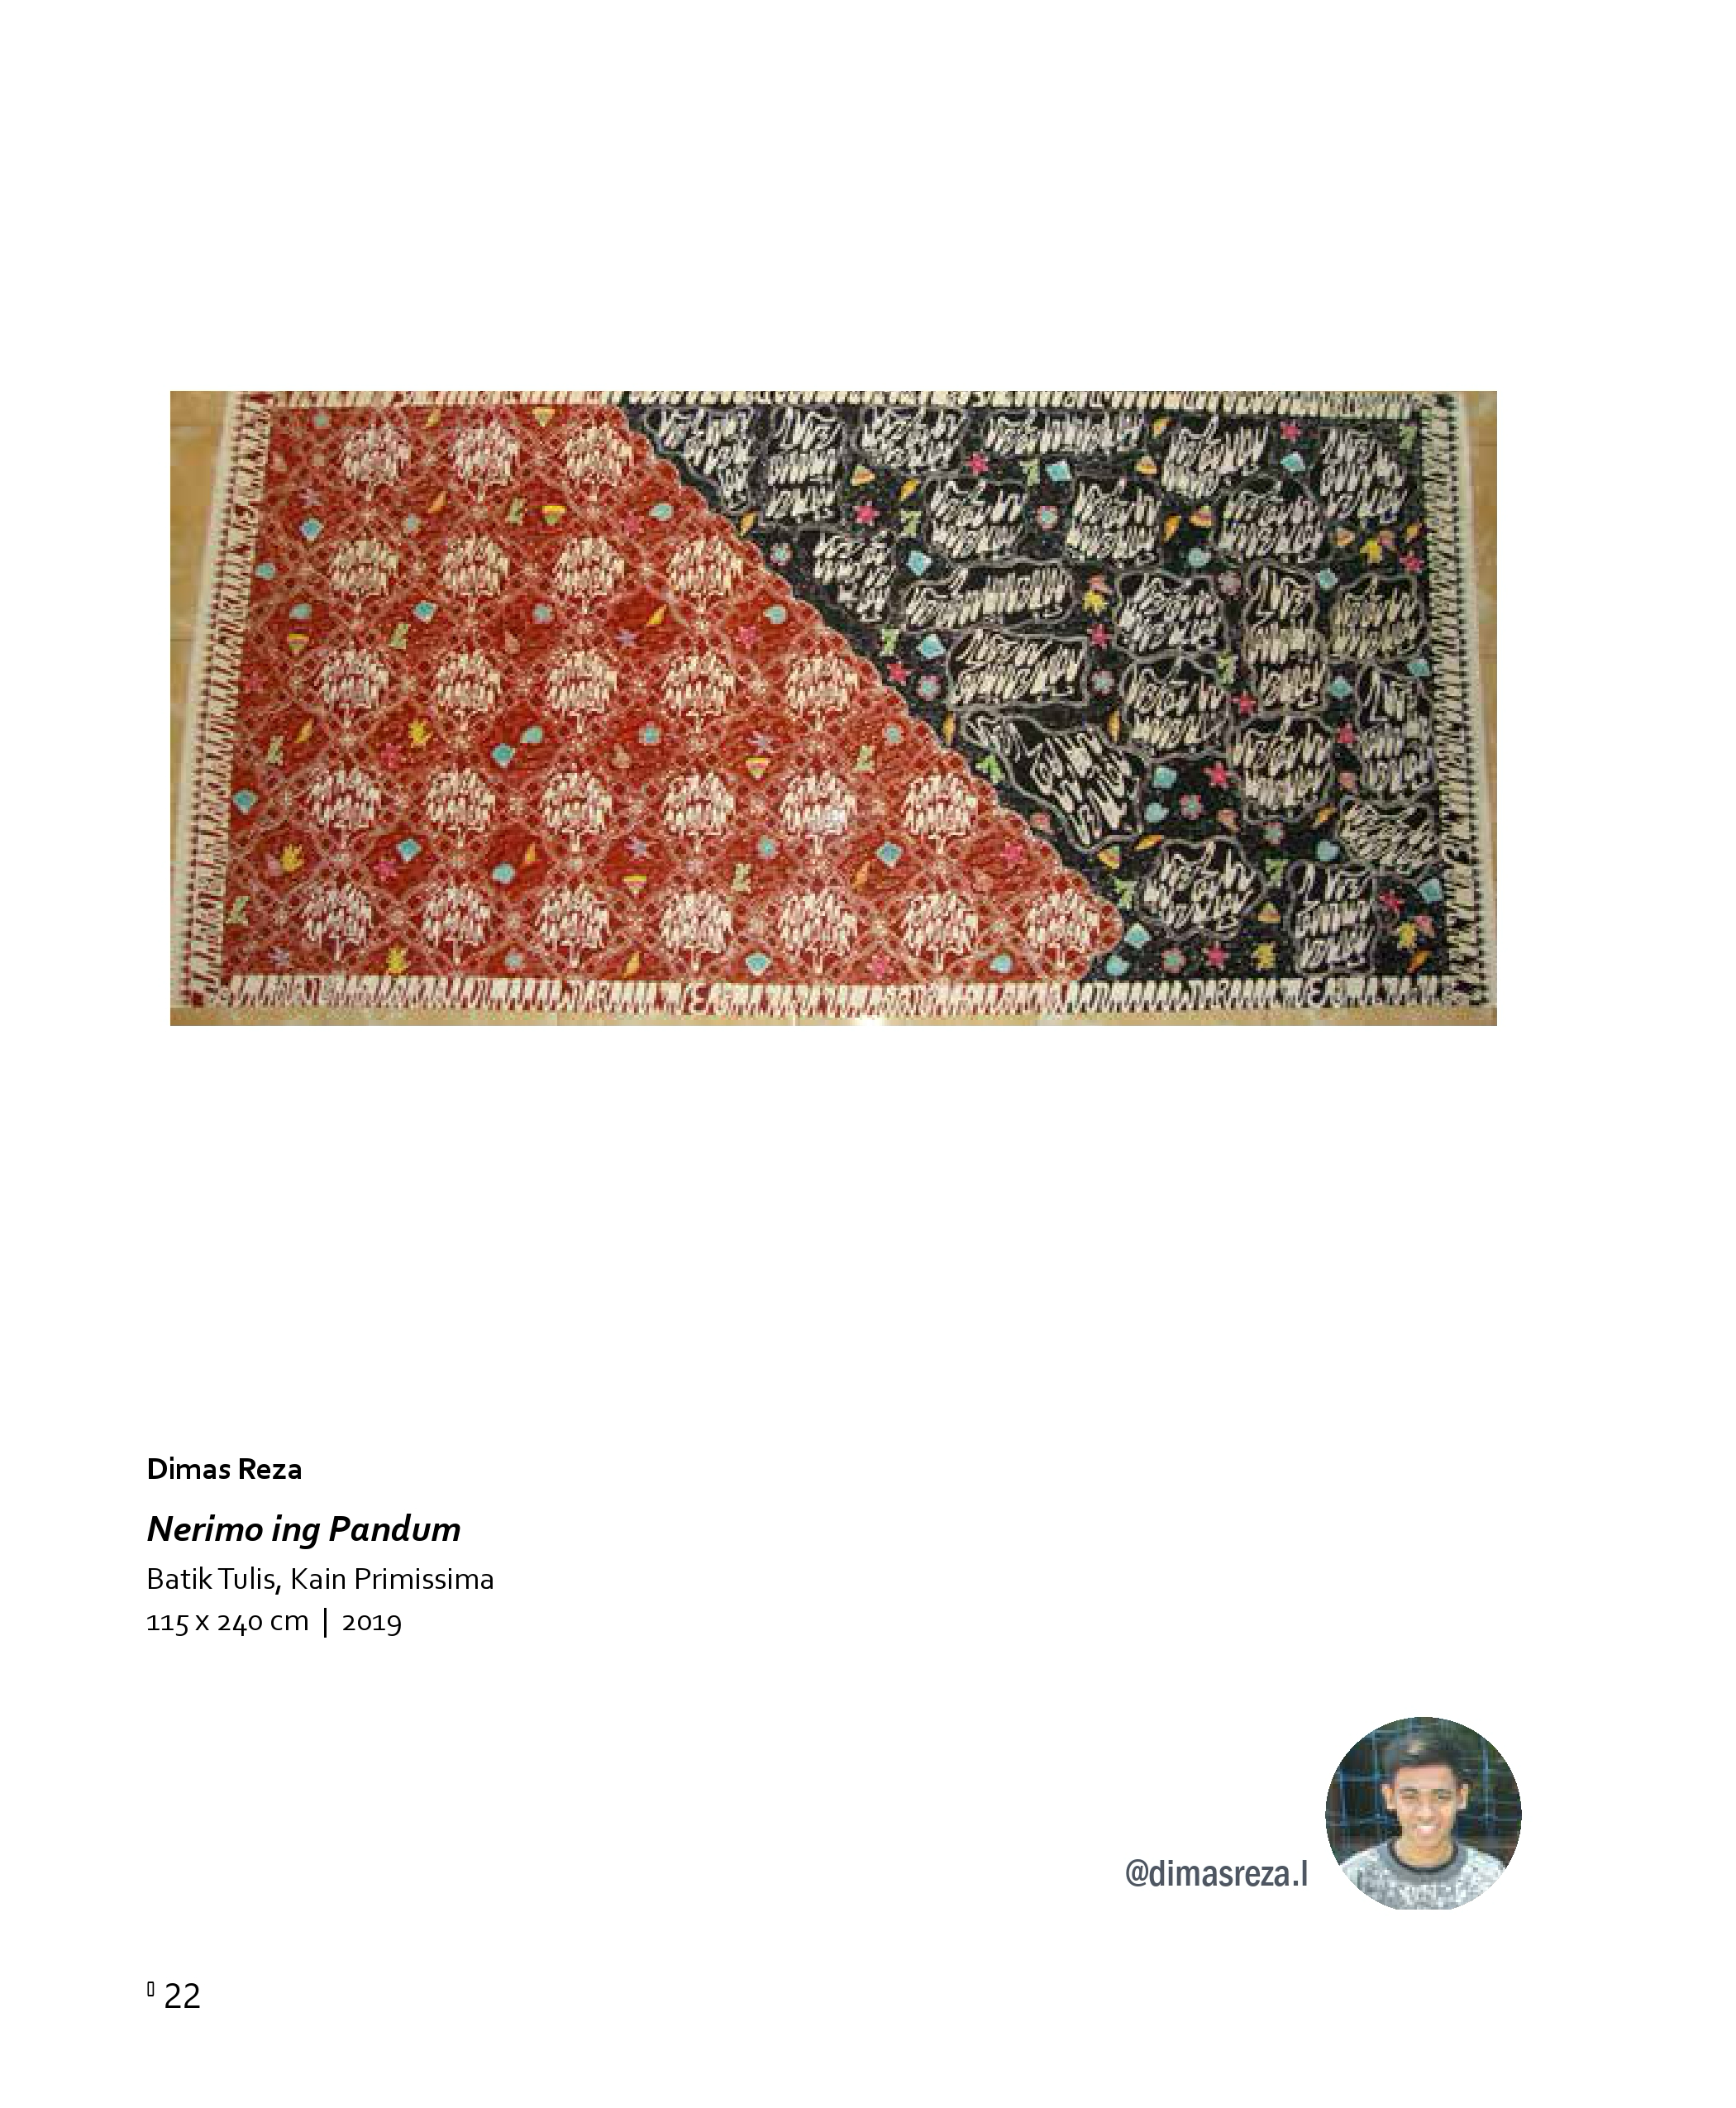 Dimas Reza
Nerimo ing Pandum
Batik Tulis, Kain Primissima
115 x 240 cm | 2019
@dimasreza.l
22